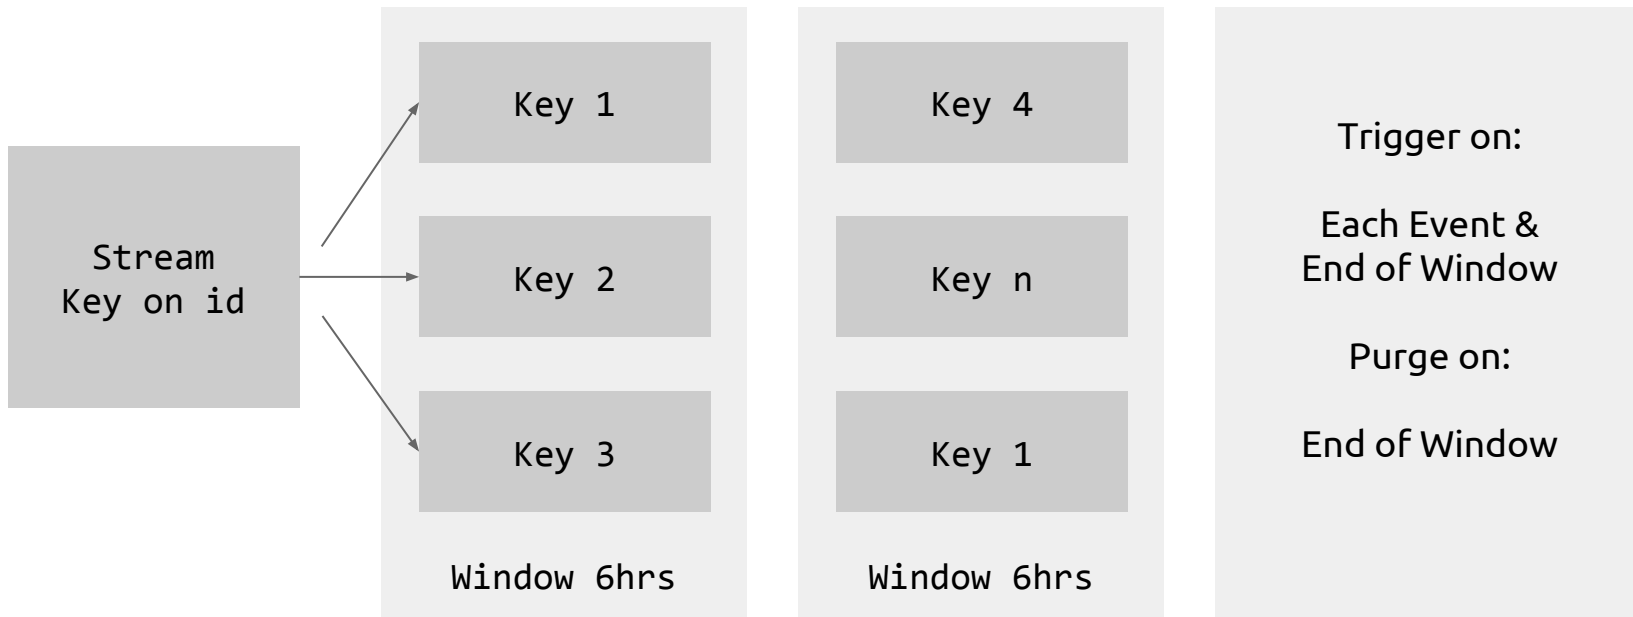 Stream
Key on id
Key 1
Key 2
Key 3
Window 6hrs
Key 4
Key n
Key 1
Window 6hrs
Trigger on:
Each Event &
End of Window
Purge on:
End of Window